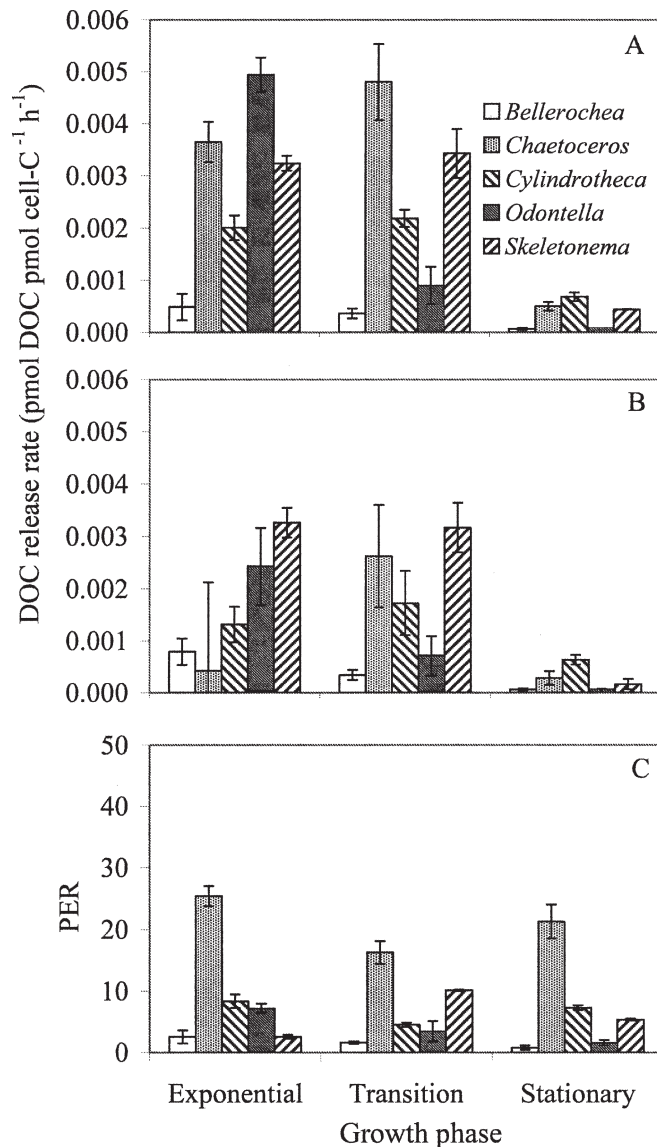 DOC release rate (pmol DOC pmol cell-C⁻¹ h⁻¹)
0.006
0.005
0.004
0.003
0.002
0.001
0.000
A
Bellerochea
Chaetoceros
Cylindrotheca
Odontella
Skeletonema
0.006
0.005
0.004
0.003
0.002
0.001
0.000
B
PER
50
40
30
20
10
0
C
Exponential Transition Stationary
Growth phase